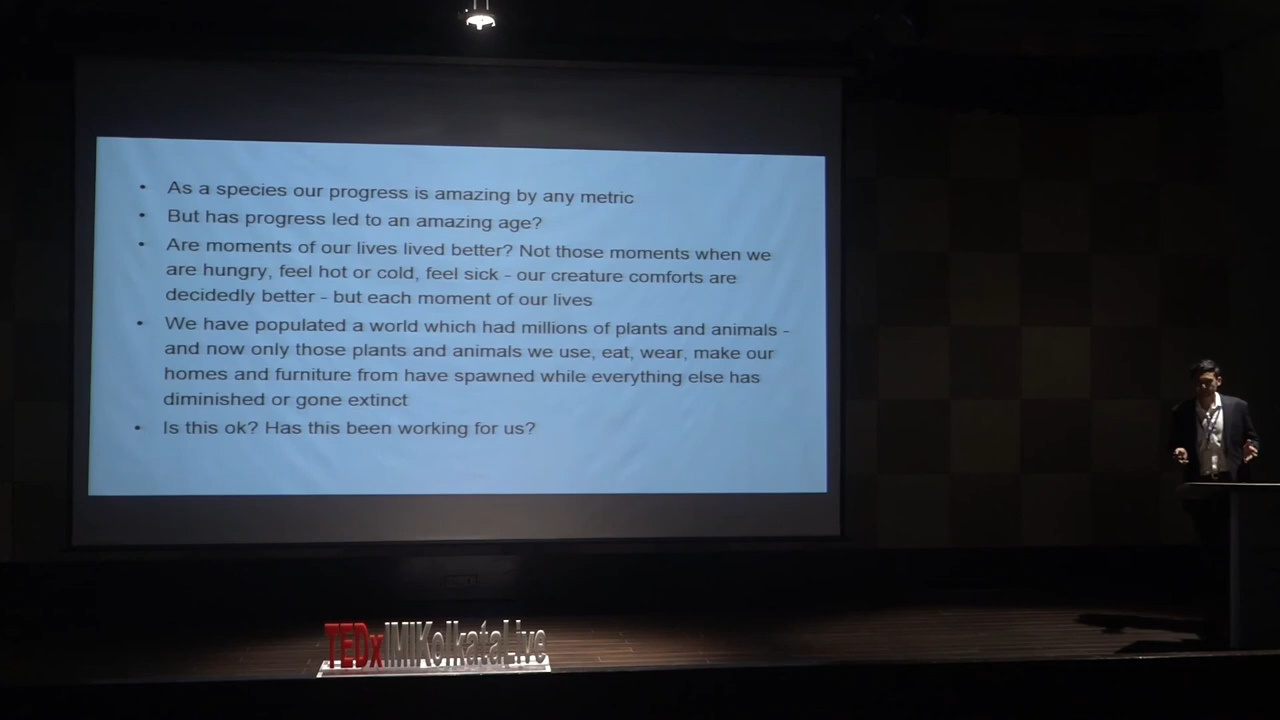 • As a species our progress is amazing by any metric
• But has progress led to an amazing age?
• Are moments of our lives lived better? Not those moments when we
are hungry, feel hot or cold, feel sick - our creature comforts are
decidedly better - but each moment of our lives
• We have populated a world which had millions of plants and animals -
and now only those plants and animals we use, eat, wear, make our
homes and furniture from have spawned while everything else has
diminished or gone extinct
• Is this ok? Has this been working for us?
TEDxIMIKolkataLive